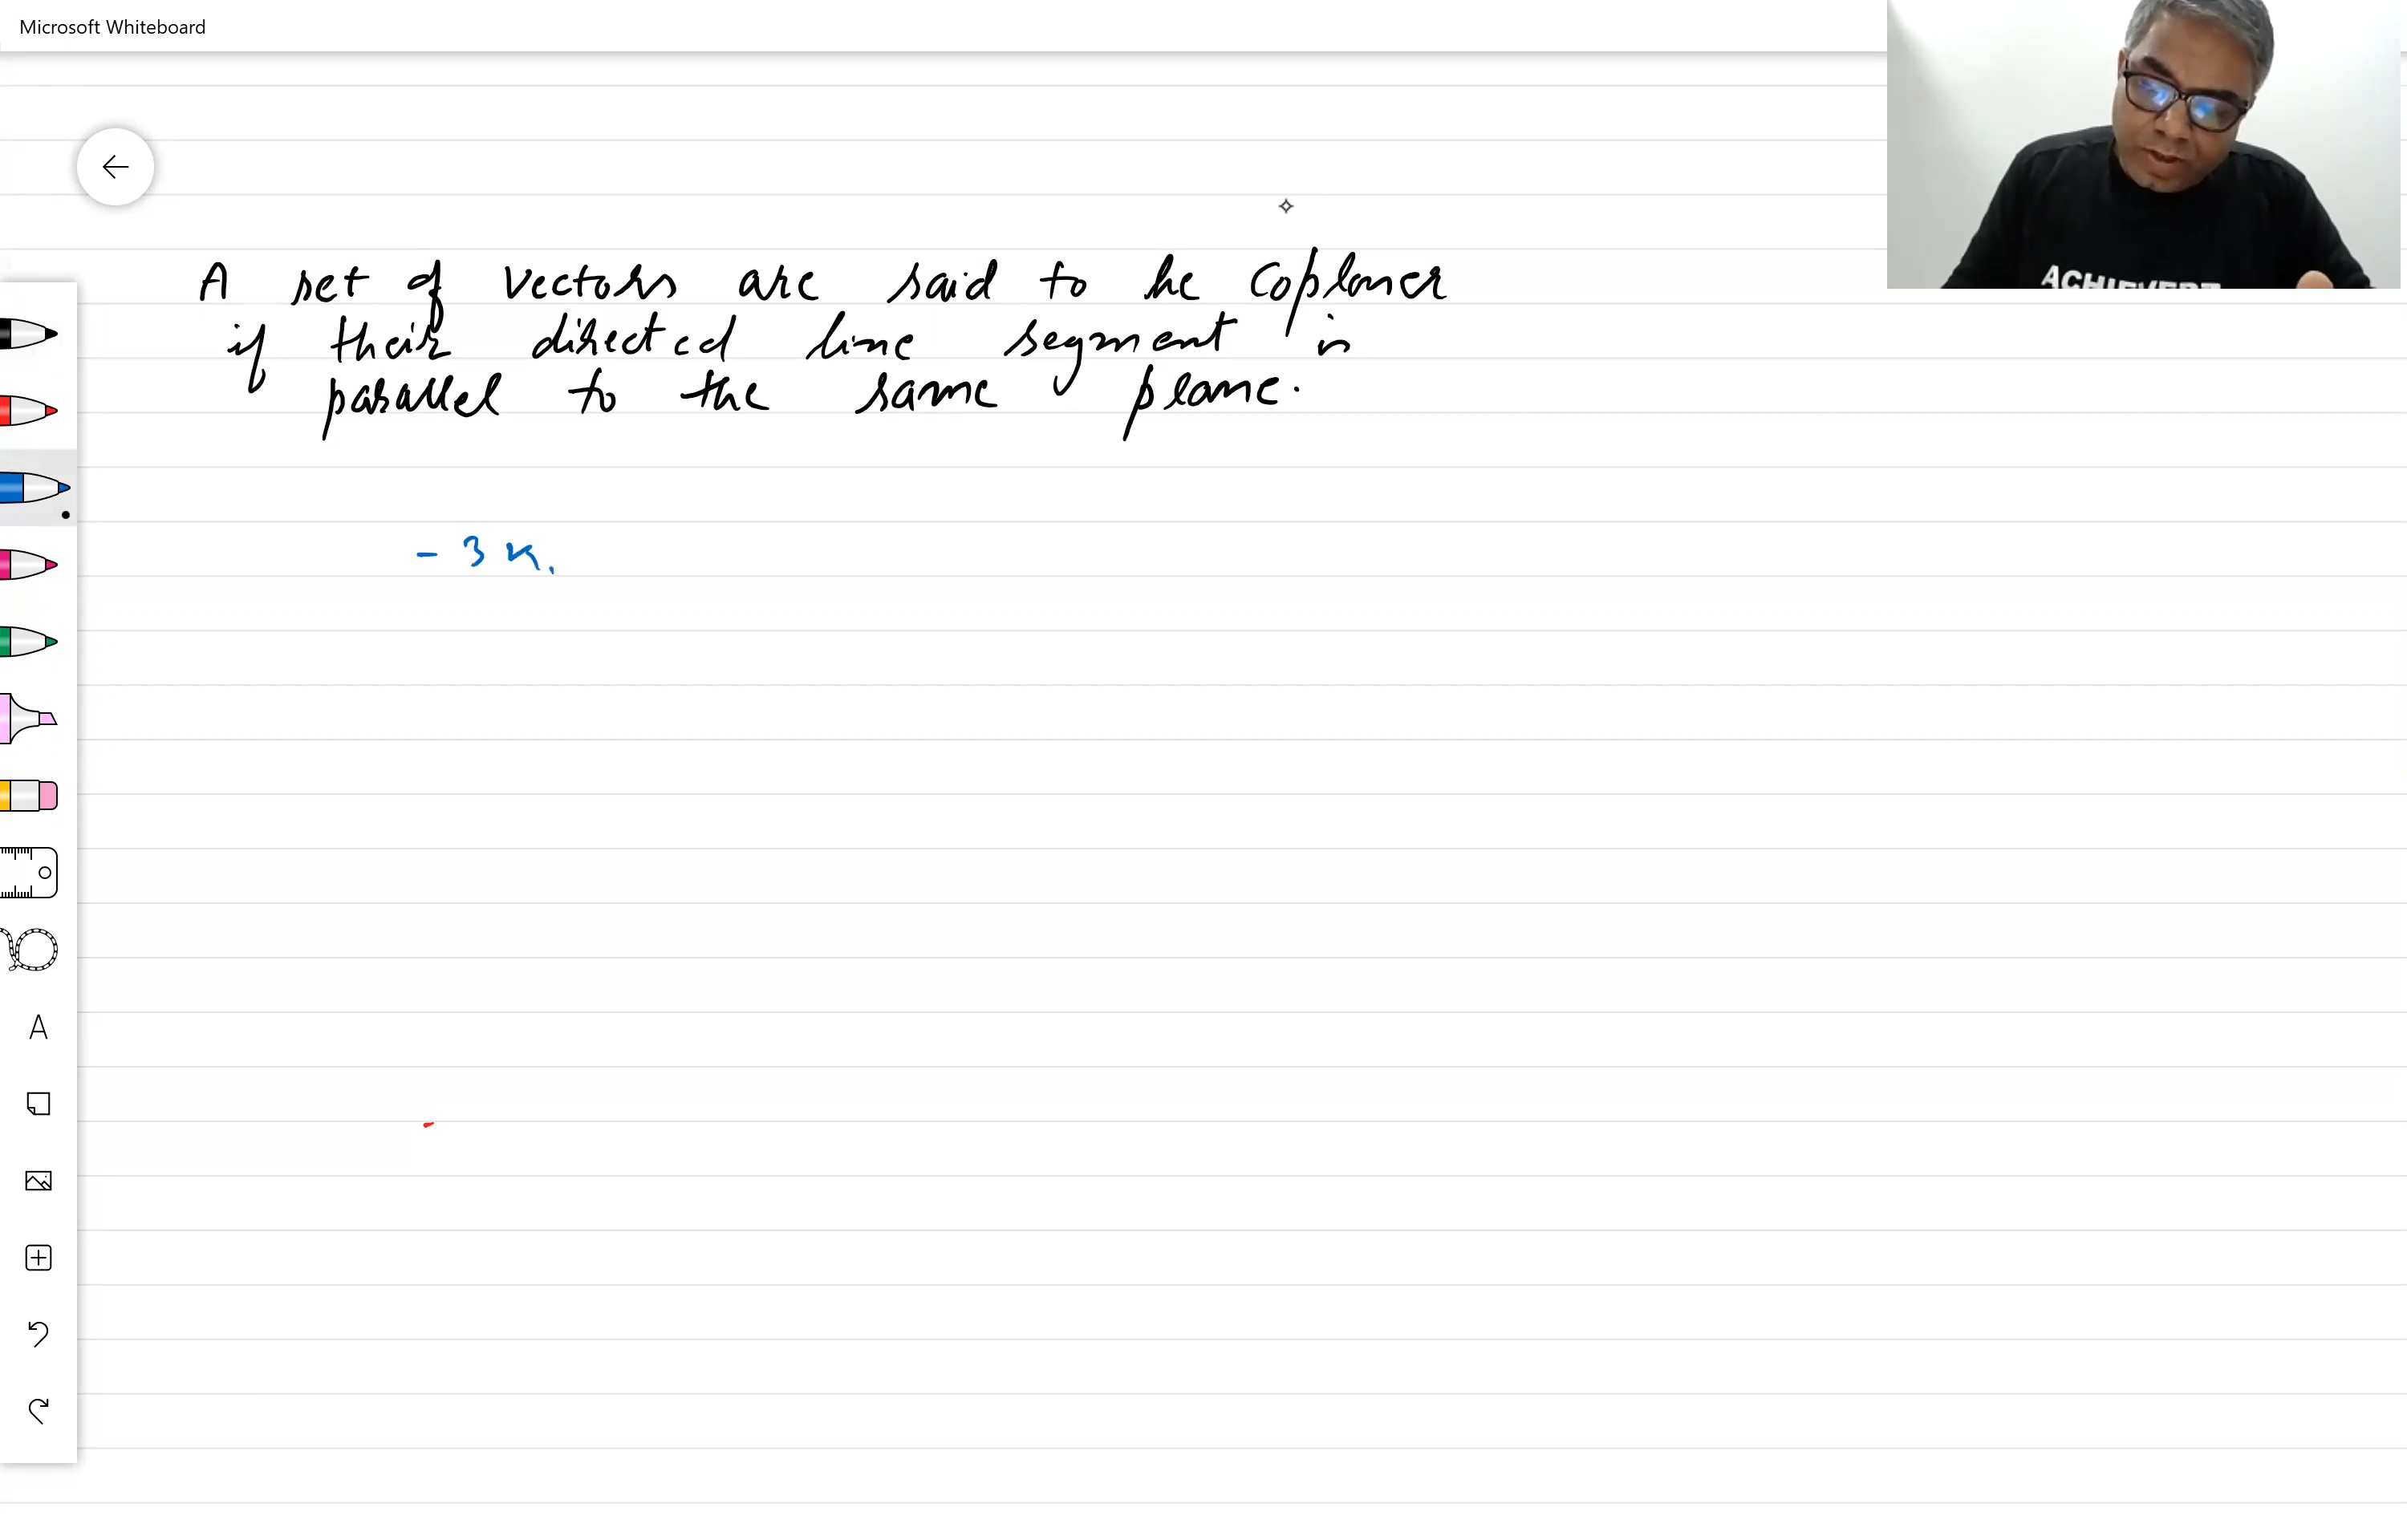 Microsoft Whiteboard
A set of vectors are said to be coplaner
if their directed line segment is
parallel to the same plane.
- 3
A